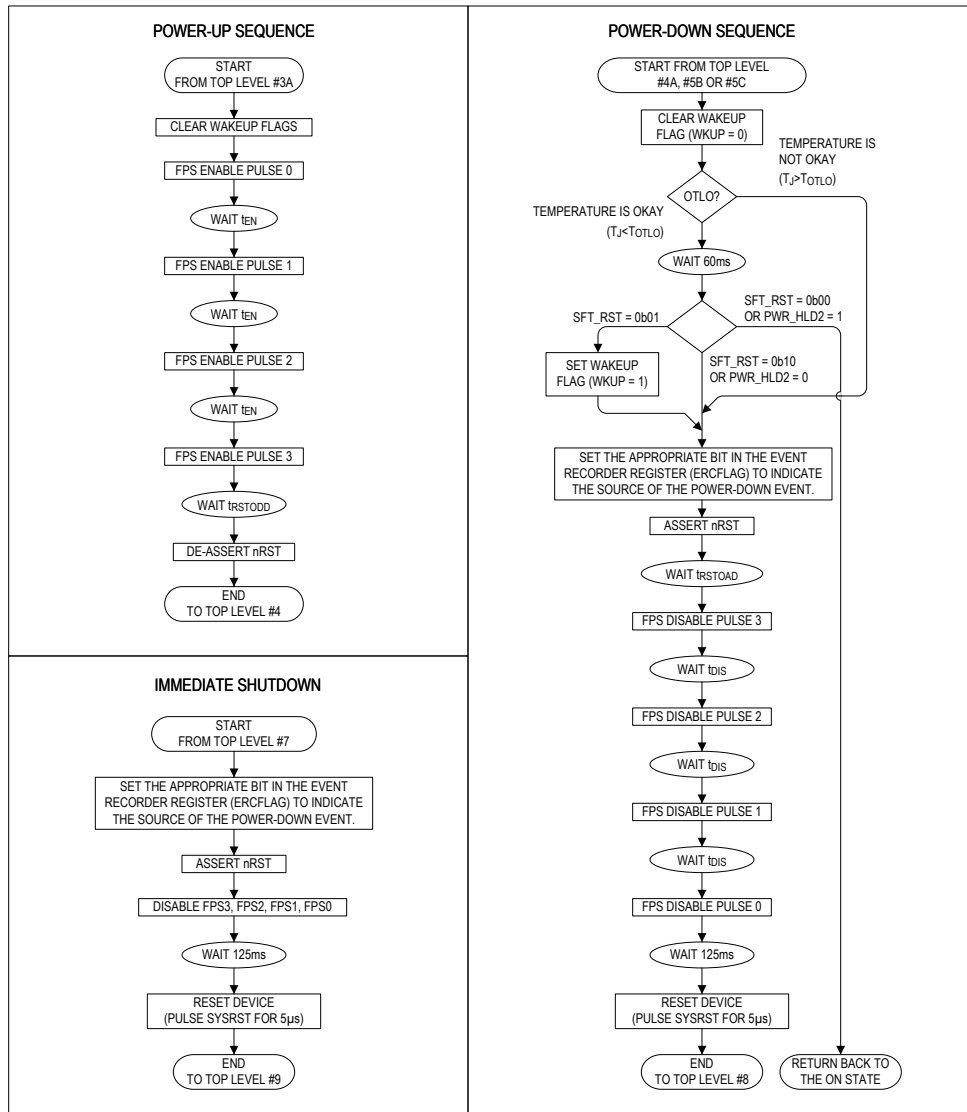 POWER-UP SEQUENCE
START
FROM TOP LEVEL #3A
CLEAR WAKEUP FLAGS
FPS ENABLE PULSE 0
WAIT tEN
FPS ENABLE PULSE 1
WAIT tEN
FPS ENABLE PULSE 2
WAIT tEN
FPS ENABLE PULSE 3
WAIT tRSTODD
DE-ASSERT nRST
END
TO TOP LEVEL #4
IMMEDIATE SHUTDOWN
START
FROM TOP LEVEL #7
SET THE APPROPRIATE BIT IN THE EVENT
RECORDER REGISTER (ERCFLAG) TO INDICATE
THE SOURCE OF THE POWER-DOWN EVENT.
ASSERT nRST
DISABLE FPS3, FPS2, FPS1, FPS0
WAIT 125ms
RESET DEVICE
(PULSE SYSRST FOR 5µs)
END
TO TOP LEVEL #9
POWER-DOWN SEQUENCE
START FROM TOP LEVEL
#4A, #5B OR #5C
CLEAR WAKEUP
FLAG (WKUP = 0)
TEMPERATURE IS
NOT OKAY
(TJ>TOTLO)
OTLO?
TEMPERATURE IS OKAY
(TJ<TOTLO)
WAIT 60ms
SFT_RST = 0b01
SFT_RST = 0b00
OR PWR_HLD2 = 1
SET WAKEUP
FLAG (WKUP = 1)
SFT_RST = 0b10
OR PWR_HLD2 = 0
SET THE APPROPRIATE BIT IN THE EVENT
RECORDER REGISTER (ERCFLAG) TO INDICATE
THE SOURCE OF THE POWER-DOWN EVENT.
ASSERT nRST
WAIT tRSTOAD
FPS DISABLE PULSE 3
WAIT tDIS
FPS DISABLE PULSE 2
WAIT tDIS
FPS DISABLE PULSE 1
WAIT tDIS
FPS DISABLE PULSE 0
WAIT 125ms
RESET DEVICE
(PULSE SYSRST FOR 5µs)
END
TO TOP LEVEL #8
RETURN BACK TO
THE ON STATE